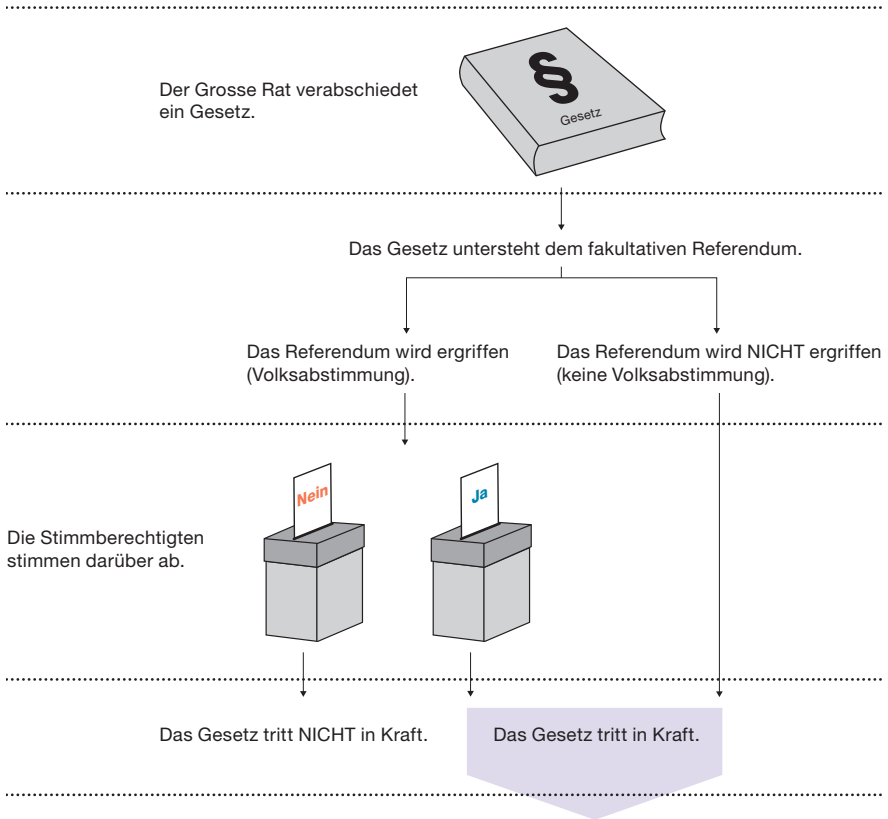 Der Grosse Rat verabschiedet
ein Gesetz.
§
Gesetz
Das Gesetz untersteht dem fakultativen Referendum.
Das Referendum wird ergriffen
(Volksabstimmung).
Das Referendum wird NICHT ergriffen
(keine Volksabstimmung).
Nein
Ja
Die Stimmberechtigten
stimmen darüber ab.
Das Gesetz tritt NICHT in Kraft.
Das Gesetz tritt in Kraft.